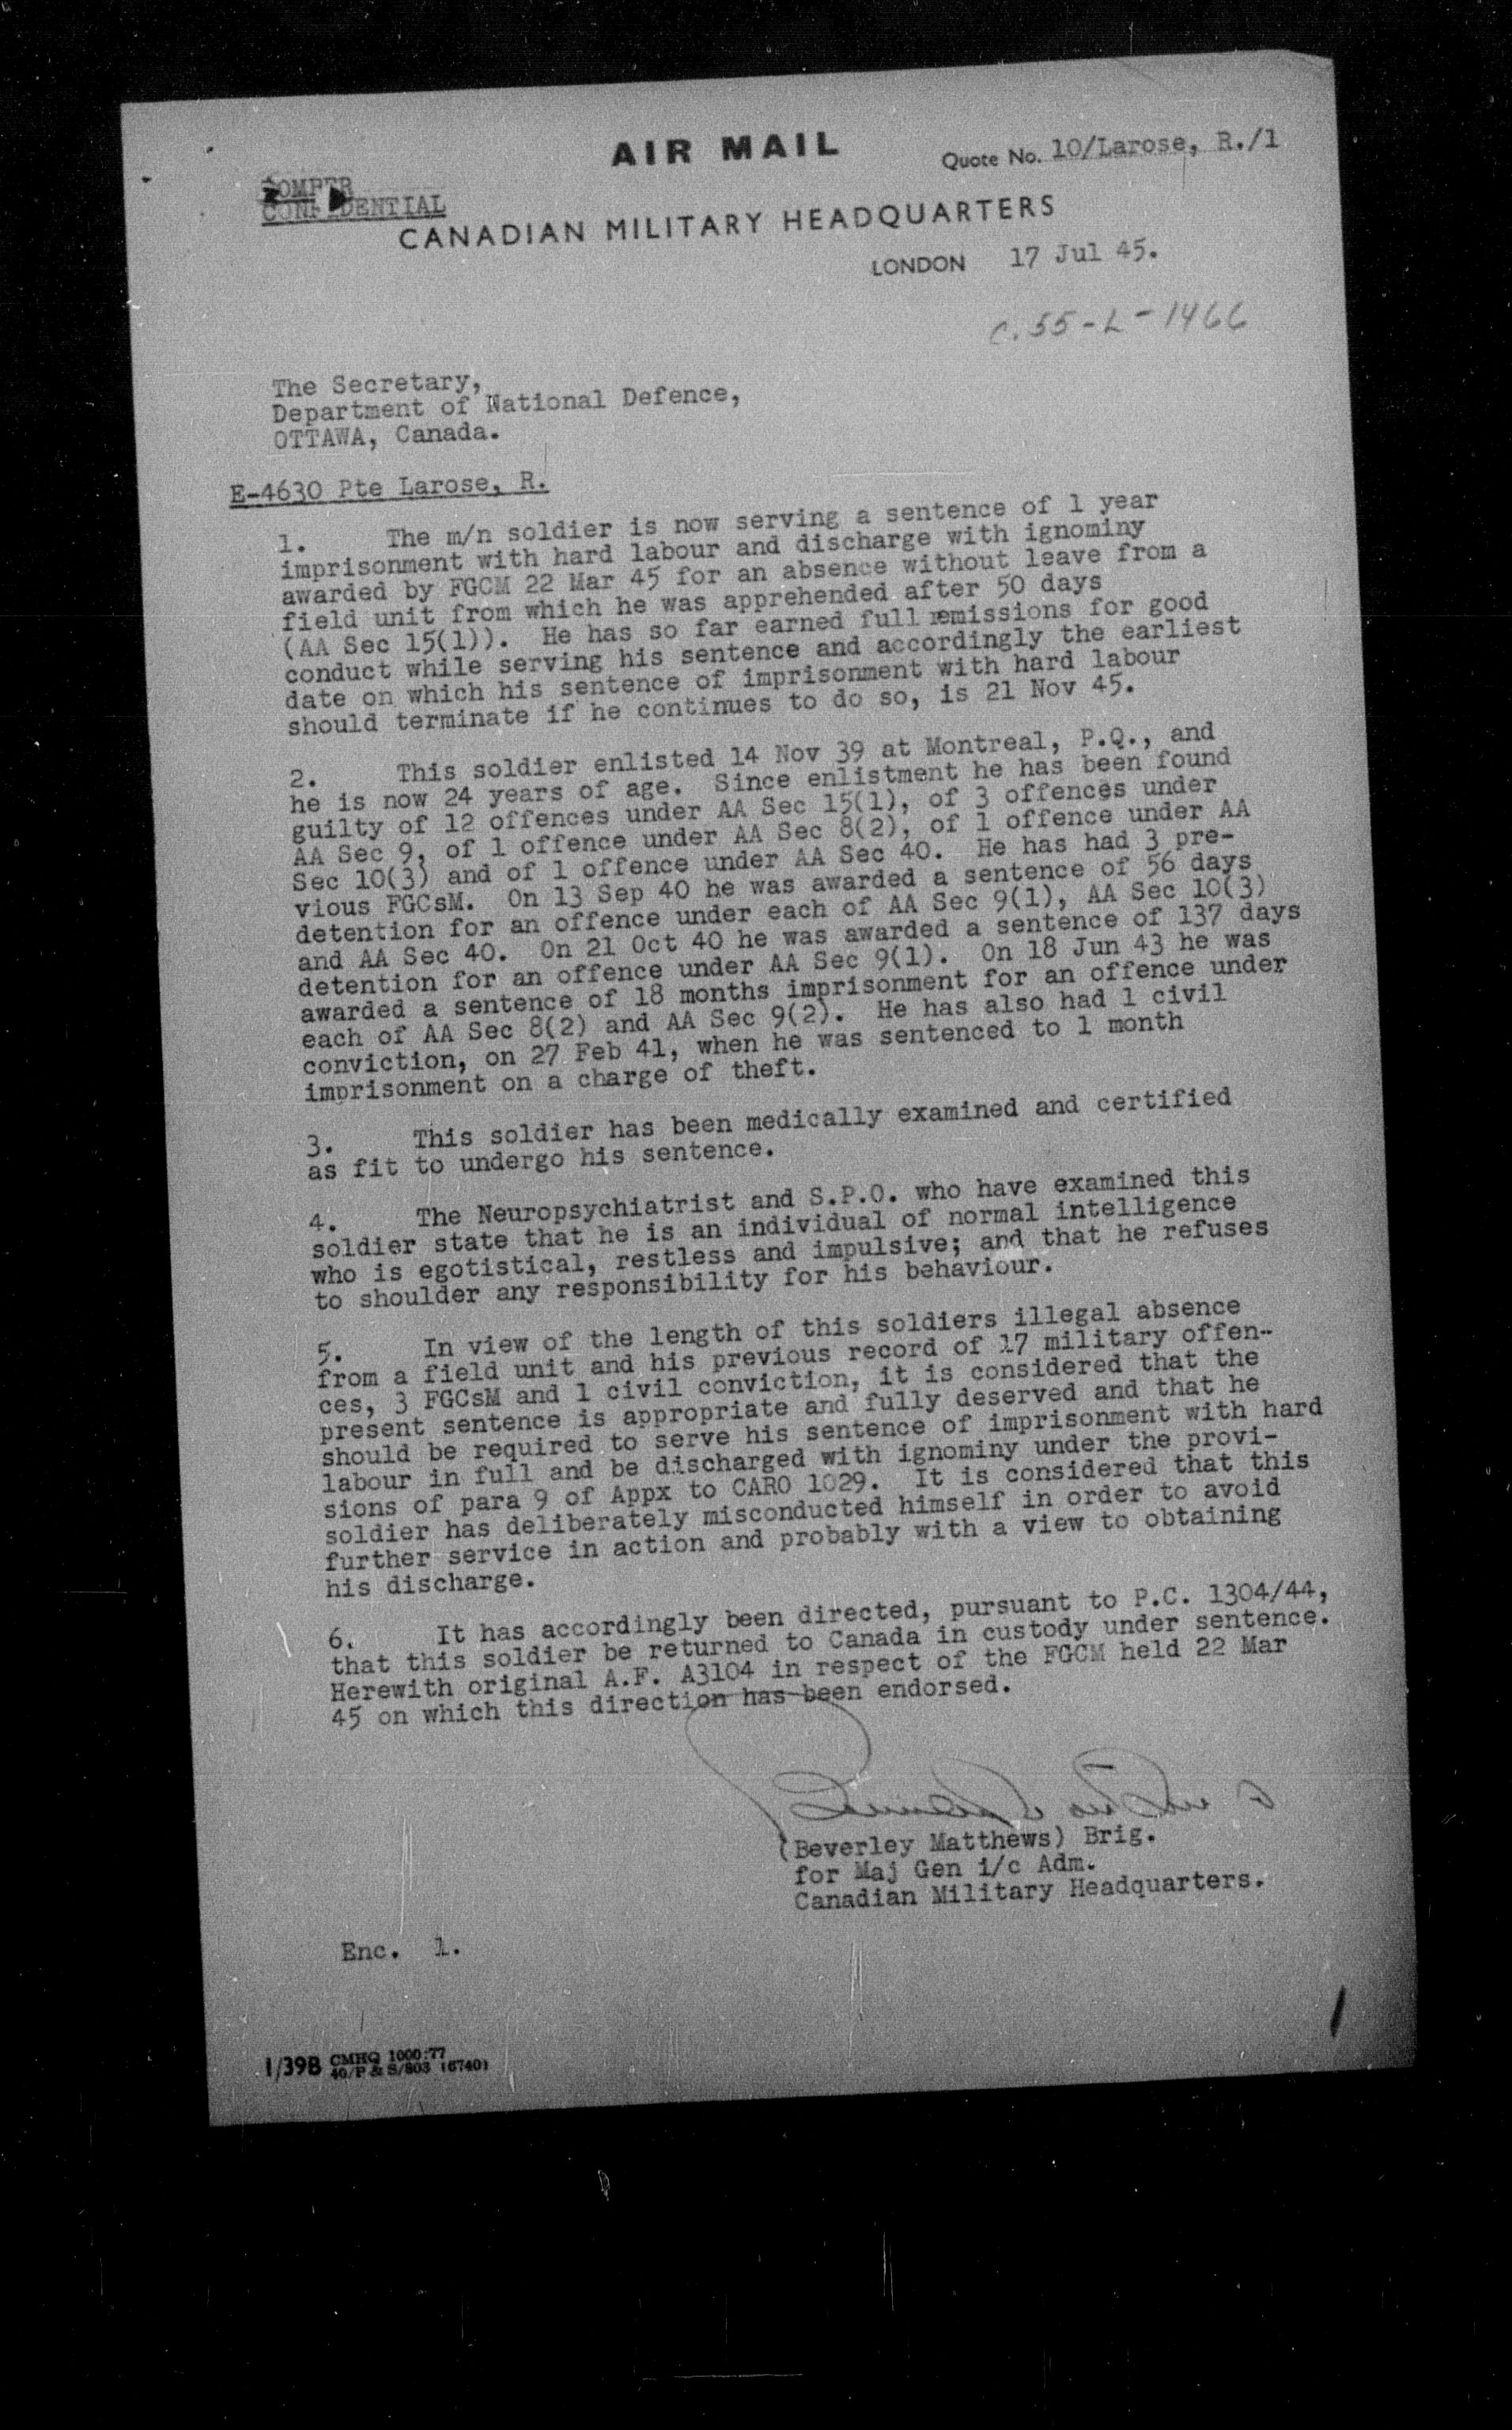 AIR MAIL
Quote No. 10/Larose, R./1
CONFIDENTIAL
CANADIAN MILITARY HEADQUARTERS
LONDON 17 Jul 45.
C.55-L-1466
The Secretary,
Department of National Defence,
OTTAWA, Canada.
E-4630 Pte Larose, R.
1. The m/n soldier is now serving a sentence of 1 year
imprisonment with hard labour and discharge with ignominy
awarded by FGCM 22 Mar 45 for an absence without leave from a
field unit from which he was apprehended after 50 days
(AA Sec 15(1)). He has so far earned full remissions for good
conduct while serving his sentence and accordingly the earliest
date on which his sentence of imprisonment with hard labour
should terminate if he continues to do so, is 21 Nov 45.
2. This soldier enlisted 14 Nov 39 at Montreal, P.Q., and
he is now 24 years of age. Since enlistment he has been found
guilty of 12 offences under AA Sec 15(1), of 3 offences under
AA Sec 9, of 1 offence under AA Sec 8(2), of 1 offence under AA
Sec 10(3) and of 1 offence under AA Sec 40. He has had 3 pre-
vious FGCsM. On 13 Sep 40 he was awarded a sentence of 56 days
detention for an offence under each of AA Sec 9(1), AA Sec 10(3)
and AA Sec 40. On 21 Oct 40 he was awarded a sentence of 137 days
detention for an offence under AA Sec 9(1). On 18 Jun 43 he was
awarded a sentence of 18 months imprisonment for an offence under
each of AA Sec 8(2) and AA Sec 9(2). He has also had 1 civil
conviction, on 27 Feb 41, when he was sentenced to 1 month
imprisonment on a charge of theft.
3. This soldier has been medically examined and certified
as fit to undergo his sentence.
4. The Neuropsychiatrist and S.P.O. who have examined this
soldier state that he is an individual of normal intelligence
who is egotistical, restless and impulsive; and that he refuses
to shoulder any responsibility for his behaviour.
5. In view of the length of this soldiers illegal absence
from a field unit and his previous record of 17 military offen-
ces, 3 FGCsM and 1 civil conviction, it is considered that the
present sentence is appropriate and fully deserved and that he
should be required to serve his sentence of imprisonment with hard
labour in full and be discharged with ignominy under the provi-
sions of para 9 of Appx to CARO 1029. It is considered that this
soldier has deliberately misconducted himself in order to avoid
further service in action and probably with a view to obtaining
his discharge.
6. It has accordingly been directed, pursuant to P.C. 1304/44,
that this soldier be returned to Canada in custody under sentence.
Herewith original A.F. A3104 in respect of the FGCM held 22 Mar
45 on which this direction has been endorsed.
(Beverley Matthews) Brig.
for Maj Gen i/c Adm.
Canadian Military Headquarters.
Enc. 1.
1/39B CMHQ 1000:77
40/P & S/803 (6740)